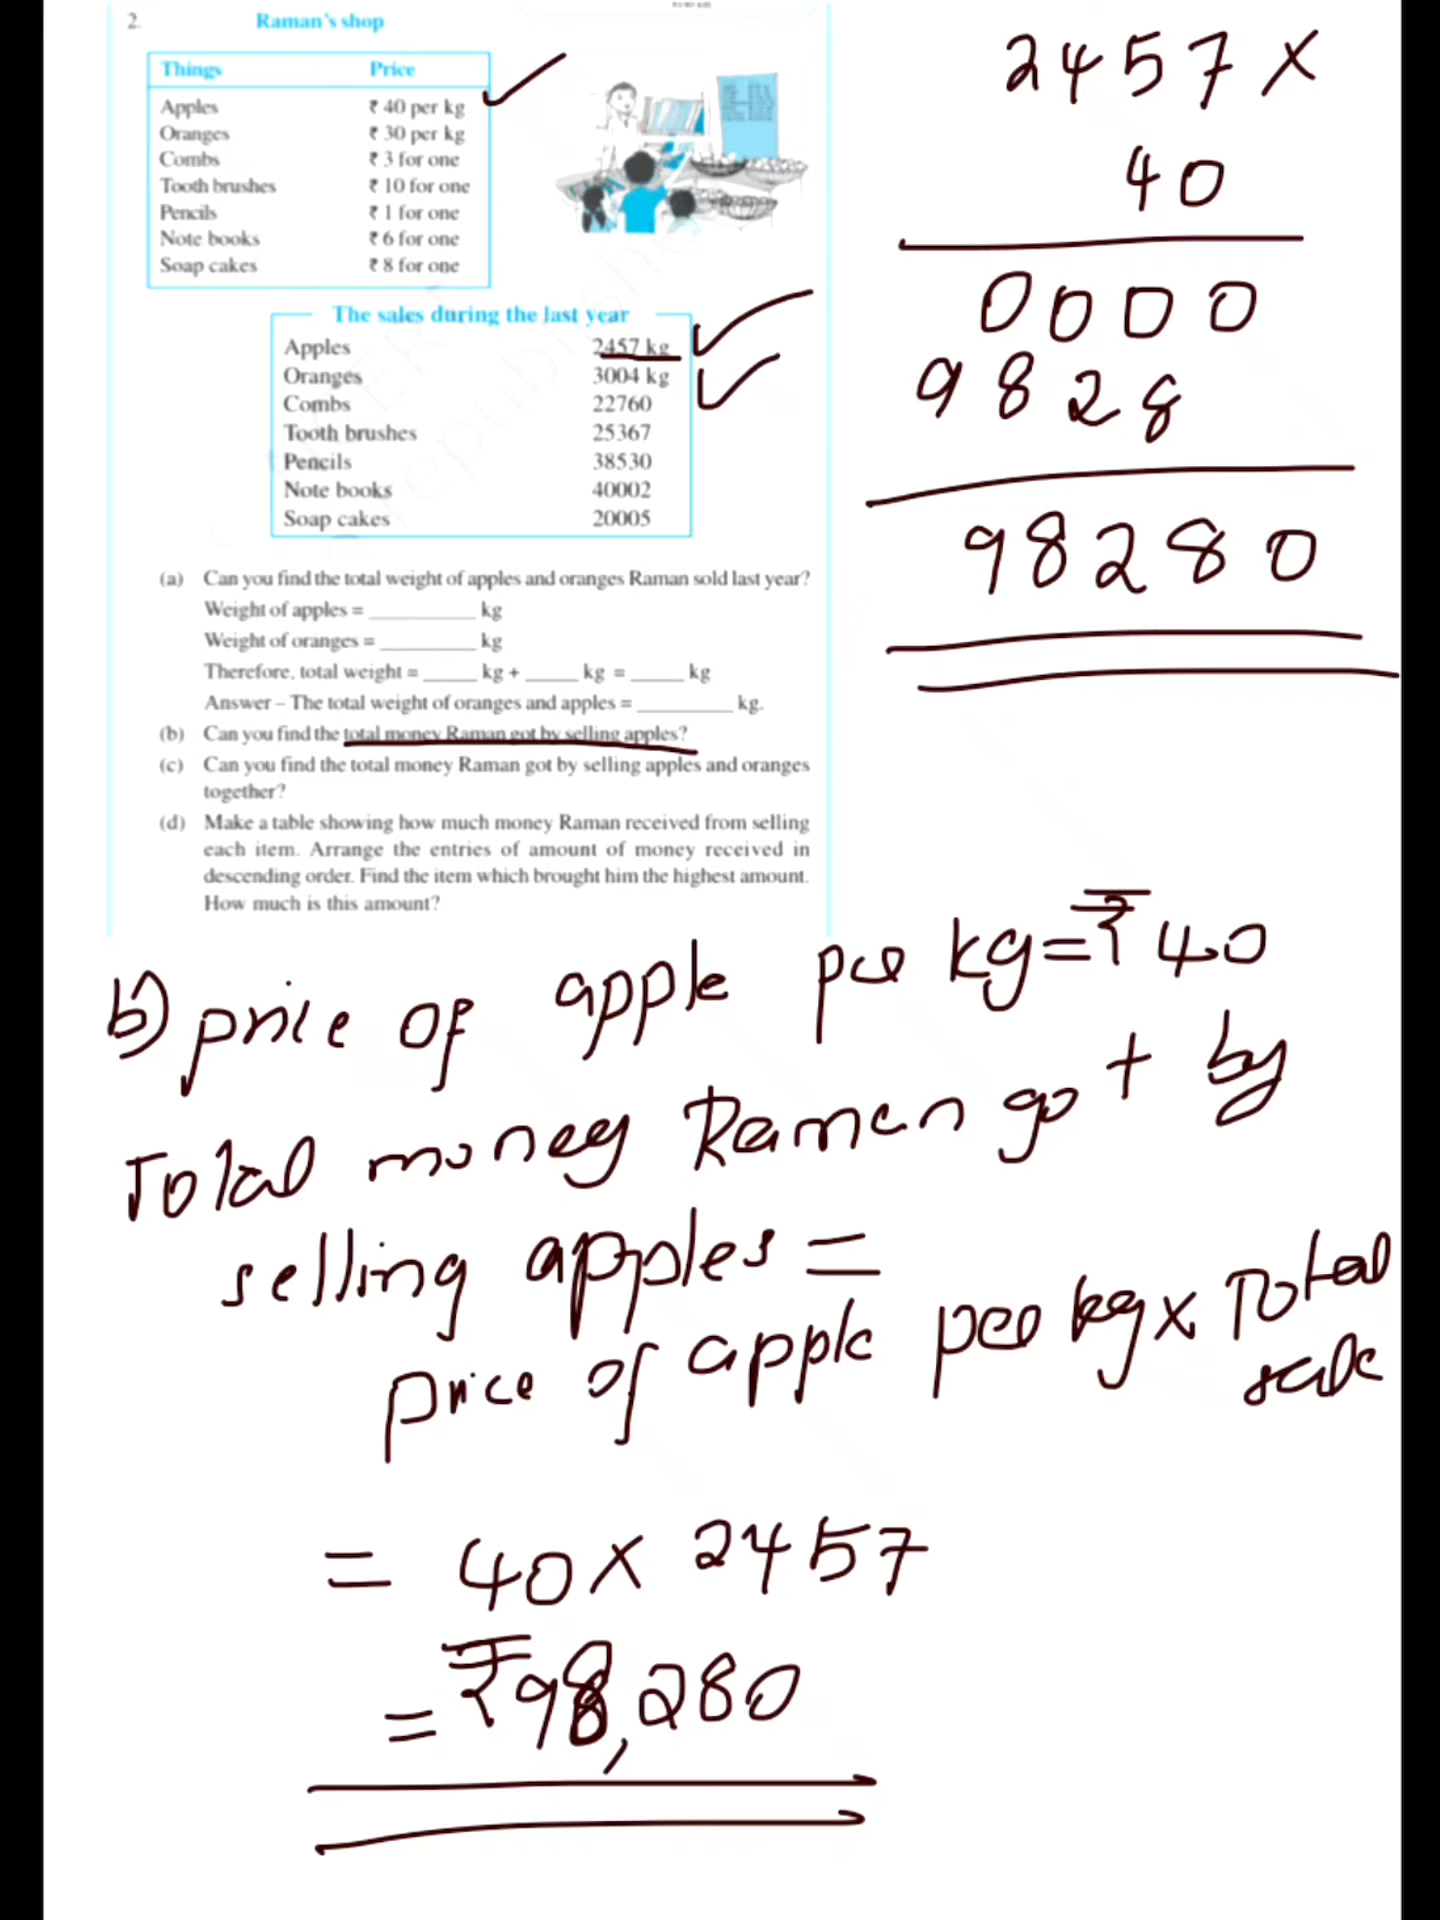 2. Raman's shop
Things Price
Apples ₹ 40 per kg
Oranges ₹ 30 per kg
Combs ₹ 3 for one
Tooth brushes ₹ 10 for one
Pencils ₹ 1 for one
Note books ₹ 6 for one
Soap cakes ₹ 8 for one
The sales during the last year
Apples 2457 kg
Oranges 3004 kg
Combs 22760
Tooth brushes 25367
Pencils 38530
Note books 40002
Soap cakes 20005
(a) Can you find the total weight of apples and oranges Raman sold last year?
Weight of apples = ________ kg
Weight of oranges = ________ kg
Therefore, total weight = ____ kg + ____ kg = ____ kg
Answer – The total weight of oranges and apples = ________ kg.
(b) Can you find the total money Raman got by selling apples?
(c) Can you find the total money Raman got by selling apples and oranges
together?
(d) Make a table showing how much money Raman received from selling
each item. Arrange the entries of amount of money received in
descending order. Find the item which brought him the highest amount.
How much is this amount?
2457 ×
40
0000
9828
98280
b) price of apple per kg = ₹ 40
Total money Raman got by
selling apples =
price of apple per kg × Total
sale
= 40 × 2457
= ₹98,280